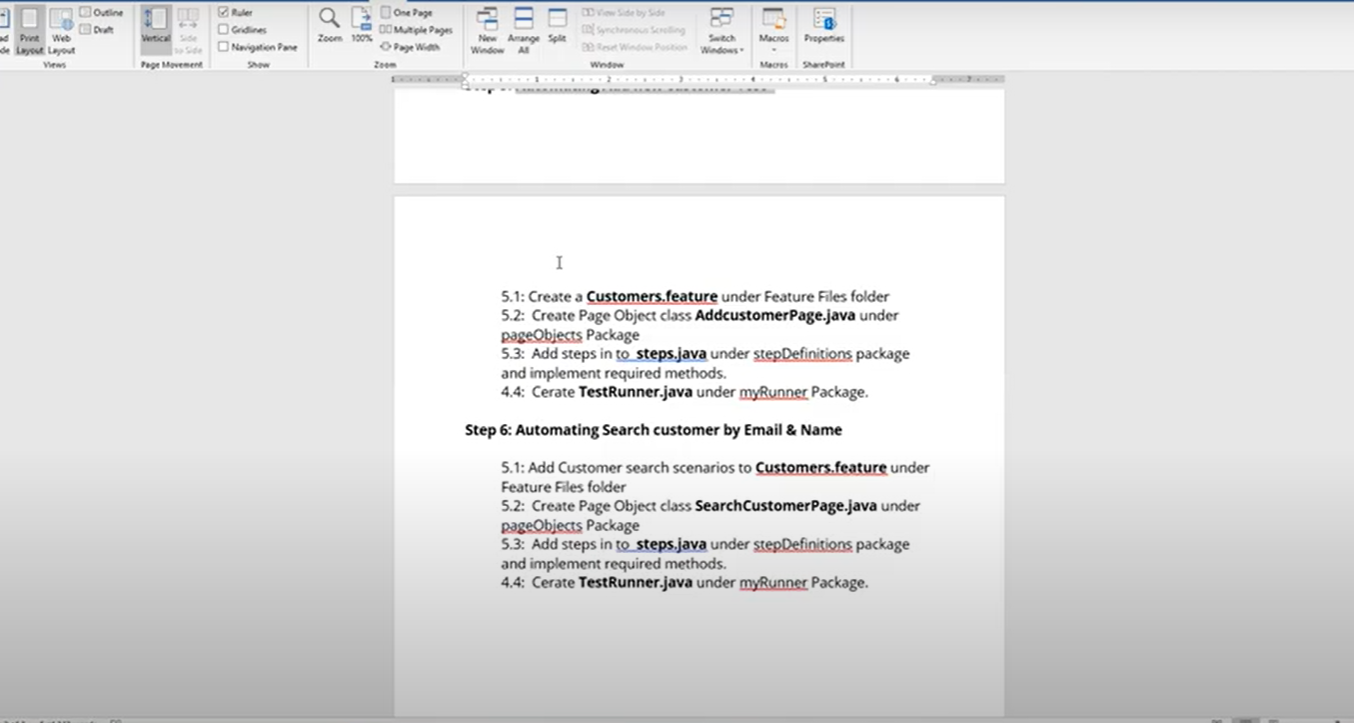 Ruler
One Page
Outline
Gridlines
Multiple Pages
View Side by Side
Synchronous Scrolling
Reset Window Position
Draft
Navigation Pane
Page Width
Print Layout
Web Layout
Vertical
Side to Side
Zoom
100%
New Window
Arrange All
Split
Switch Windows
Macros
Properties
Views
Page Movement
Show
Zoom
Window
Macros
SharePoint
1 2 3 4 5 6 7
5.1: Create a Customers.feature under Feature Files folder
5.2: Create Page Object class AddcustomerPage.java under
pageObjects Package
5.3: Add steps in to steps.java under stepDefinitions package
and implement required methods.
4.4: Cerate TestRunner.java under myRunner Package.
Step 6: Automating Search customer by Email & Name
5.1: Add Customer search scenarios to Customers.feature under
Feature Files folder
5.2: Create Page Object class SearchCustomerPage.java under
pageObjects Package
5.3: Add steps in to steps.java under stepDefinitions package
and implement required methods.
4.4: Cerate TestRunner.java under myRunner Package.